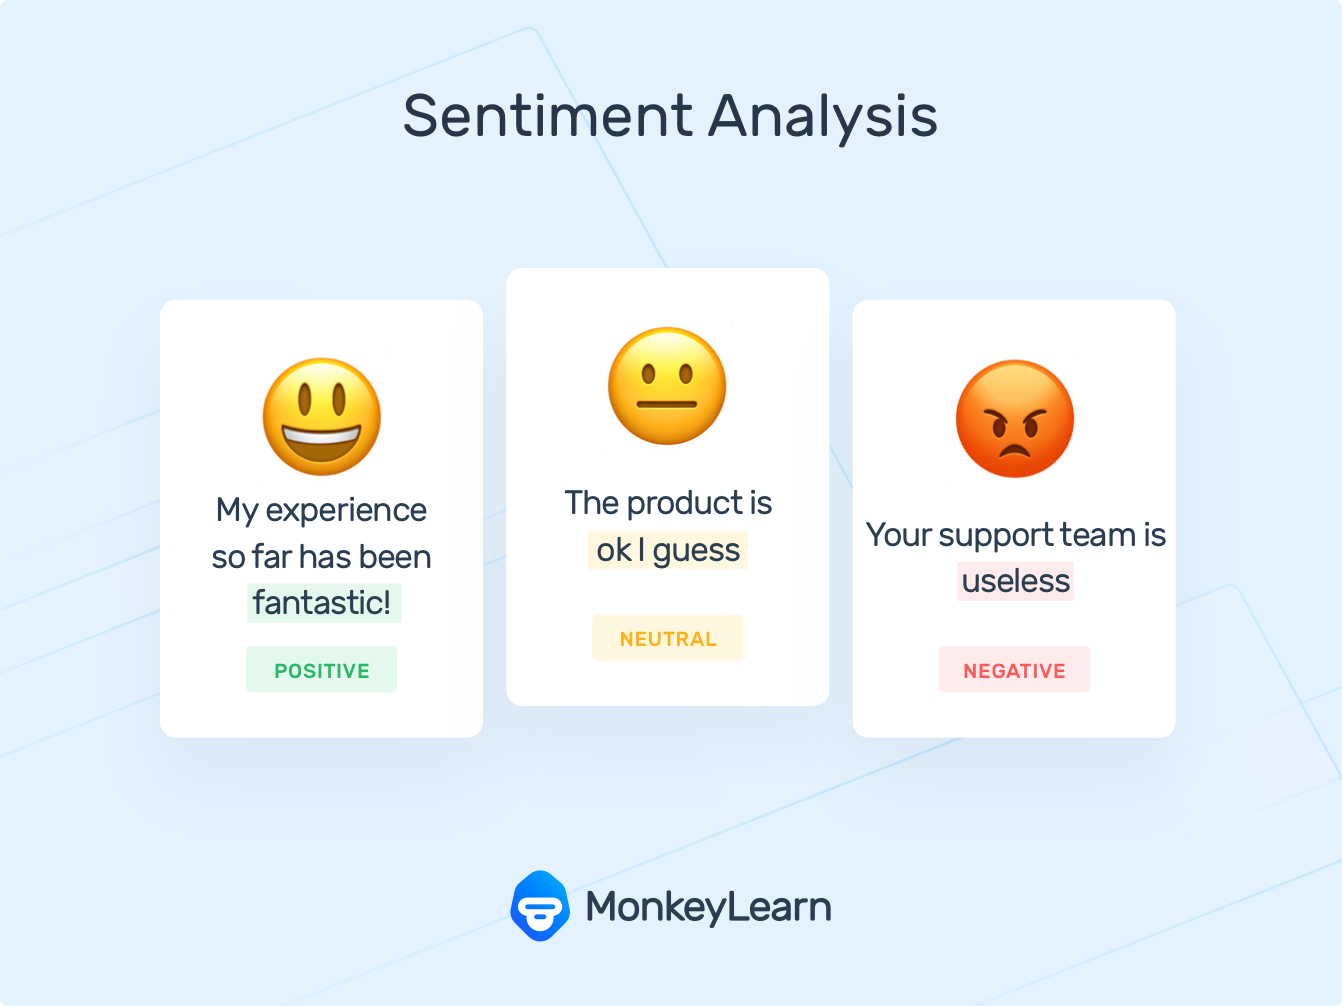 Sentiment Analysis
My experience
so far has been
fantastic!
POSITIVE
The product is
ok I guess
NEUTRAL
Your support team is
useless
NEGATIVE
MonkeyLearn